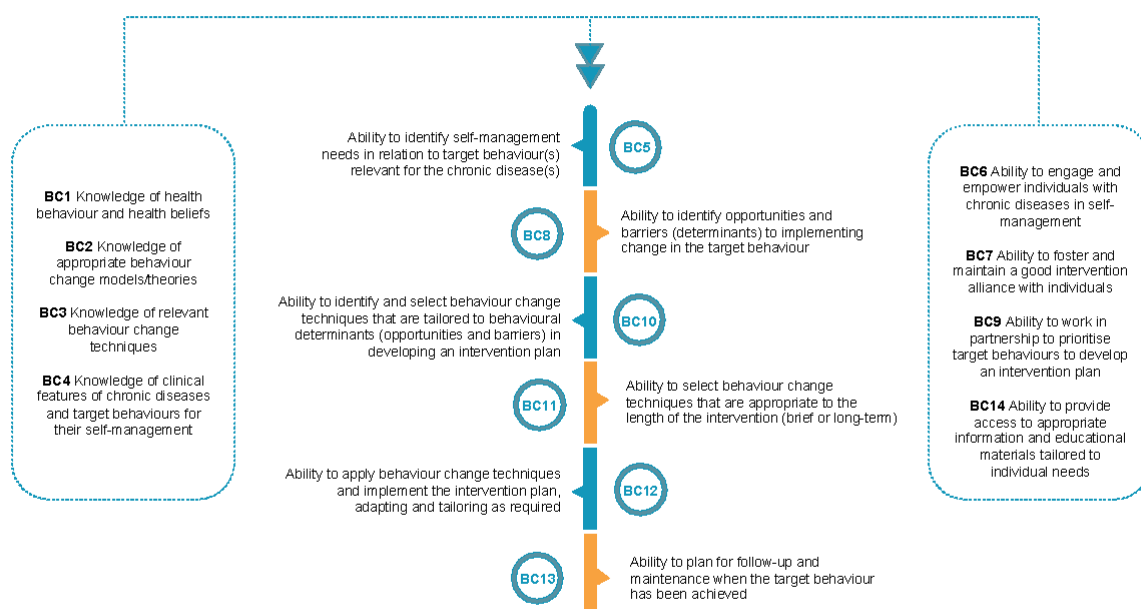 BC1 Knowledge of health
behaviour and health beliefs
BC2 Knowledge of
appropriate behaviour
change models/theories
BC3 Knowledge of relevant
behaviour change
techniques
BC4 Knowledge of clinical
features of chronic diseases
and target behaviours for
their self-management
Ability to identify self-management
needs in relation to target behaviour(s)
relevant for the chronic disease(s)
BC5
BC8
Ability to identify opportunities and
barriers (determinants) to implementing
change in the target behaviour
Ability to identify and select behaviour change
techniques that are tailored to behavioural
determinants (opportunities and barriers) in
developing an intervention plan
BC10
BC11
Ability to select behaviour change
techniques that are appropriate to the
length of the intervention (brief or long-term)
Ability to apply behaviour change techniques
and implement the intervention plan,
adapting and tailoring as required
BC12
BC13
Ability to plan for follow-up and
maintenance when the target behaviour
has been achieved
BC6 Ability to engage and
empower individuals with
chronic diseases in self-
management
BC7 Ability to foster and
maintain a good intervention
alliance with individuals
BC9 Ability to work in
partnership to prioritise
target behaviours to develop
an intervention plan
BC14 Ability to provide
access to appropriate
information and educational
materials tailored to
individual needs